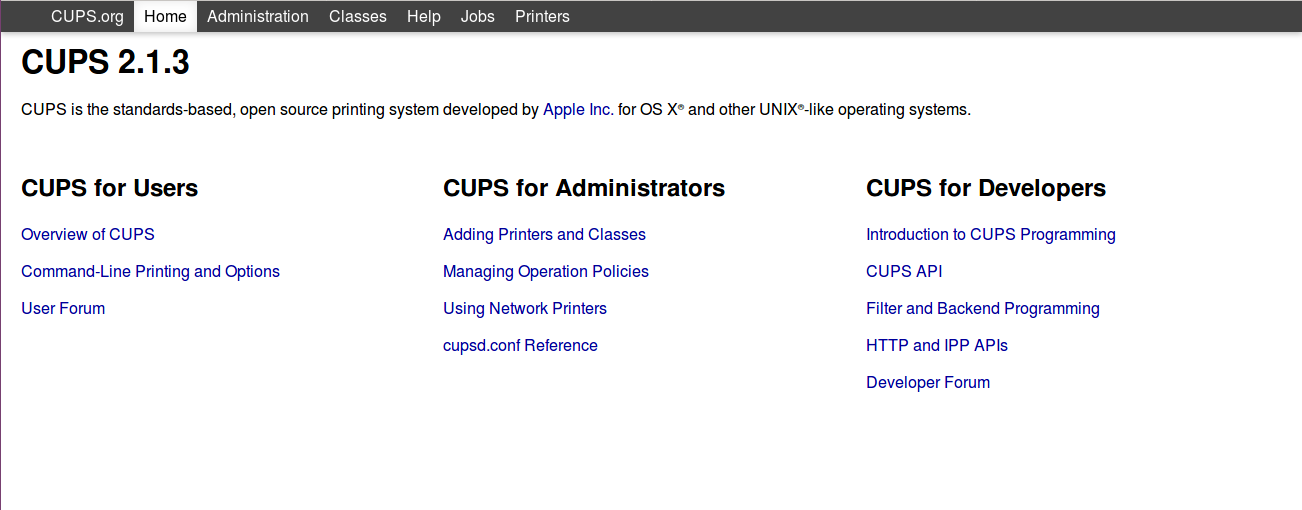 CUPS.org Home Administration Classes Help Jobs Printers
CUPS 2.1.3
CUPS is the standards-based, open source printing system developed by Apple Inc. for OS X® and other UNIX®-like operating systems.
CUPS for Users
Overview of CUPS
Command-Line Printing and Options
User Forum
CUPS for Administrators
Adding Printers and Classes
Managing Operation Policies
Using Network Printers
cupsd.conf Reference
CUPS for Developers
Introduction to CUPS Programming
CUPS API
Filter and Backend Programming
HTTP and IPP APIs
Developer Forum